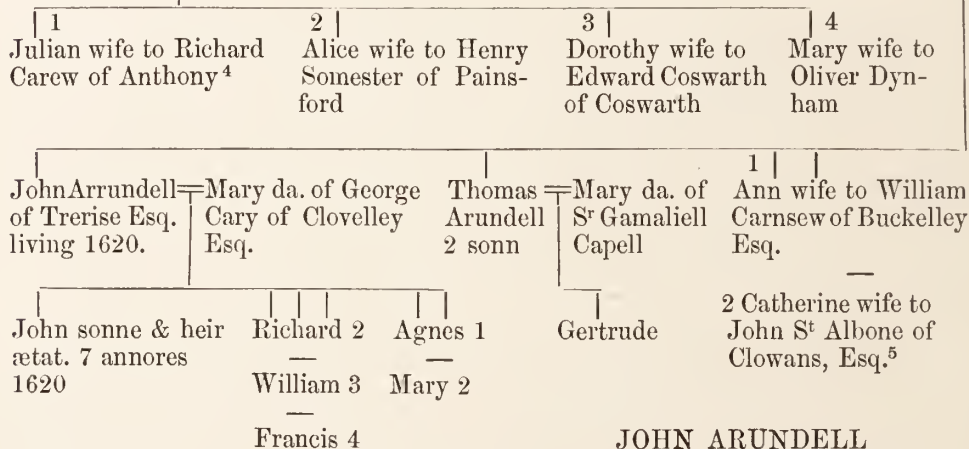 1
Julian wife to Richard
Carew of Anthony⁴
2
Alice wife to Henry
Somester of Pains-
ford
3
Dorothy wife to
Edward Coswarth
of Coswarth
4
Mary wife to
Oliver Dyn-
ham
John Arrundell=Mary da. of George
of Trerise Esq. Cary of Clovelley
living 1620. Esq.
Thomas =Mary da. of
Arundell Sʳ Gamaliell
2 sonn Capell
1
Ann wife to William
Carnsew of Buckelley
Esq.
—
2 Catherine wife to
John Sᵗ Albone of
Clowans, Esq.⁵
John sonne & heir
ætat. 7 annores
1620
Richard 2
—
William 3
—
Francis 4
Agnes 1
—
Mary 2
Gertrude
JOHN ARUNDELL